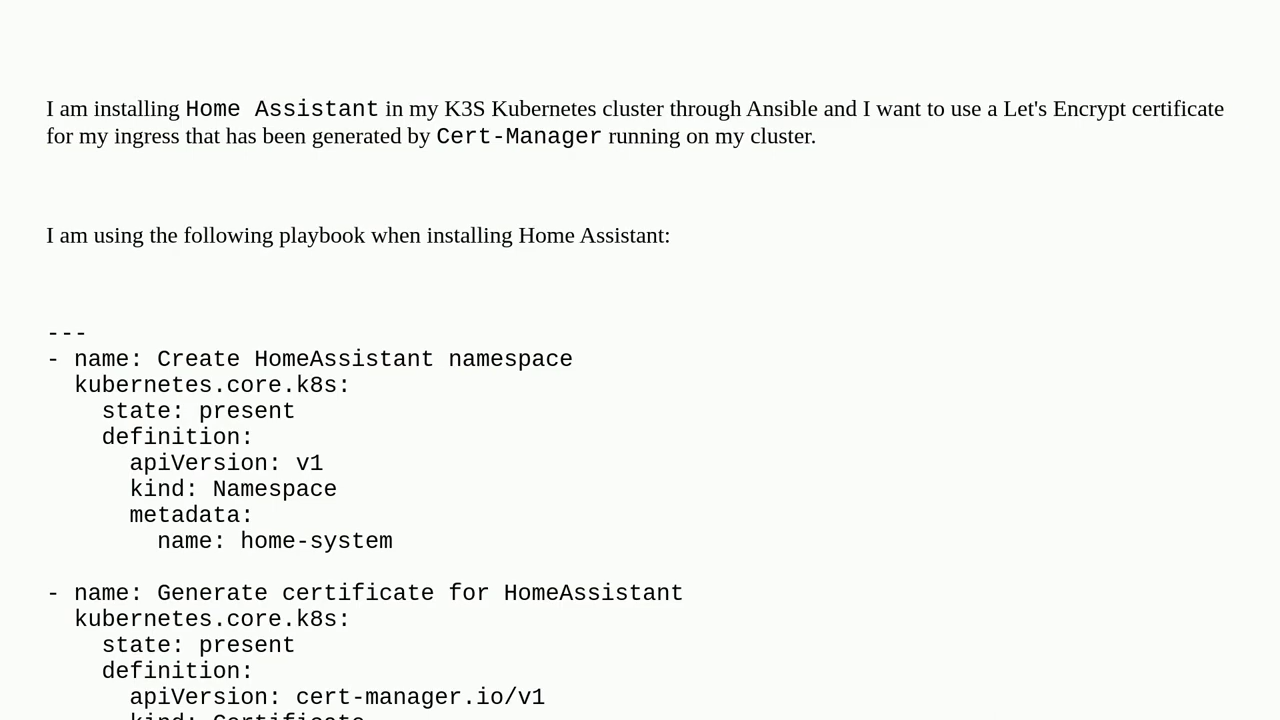 I am installing Home Assistant in my K3S Kubernetes cluster through Ansible and I want to use a Let's Encrypt certificate
for my ingress that has been generated by Cert-Manager running on my cluster.
I am using the following playbook when installing Home Assistant:
---
- name: Create HomeAssistant namespace
  kubernetes.core.k8s:
    state: present
    definition:
      apiVersion: v1
      kind: Namespace
      metadata:
        name: home-system
- name: Generate certificate for HomeAssistant
  kubernetes.core.k8s:
    state: present
    definition:
      apiVersion: cert-manager.io/v1
      kind: Certificate